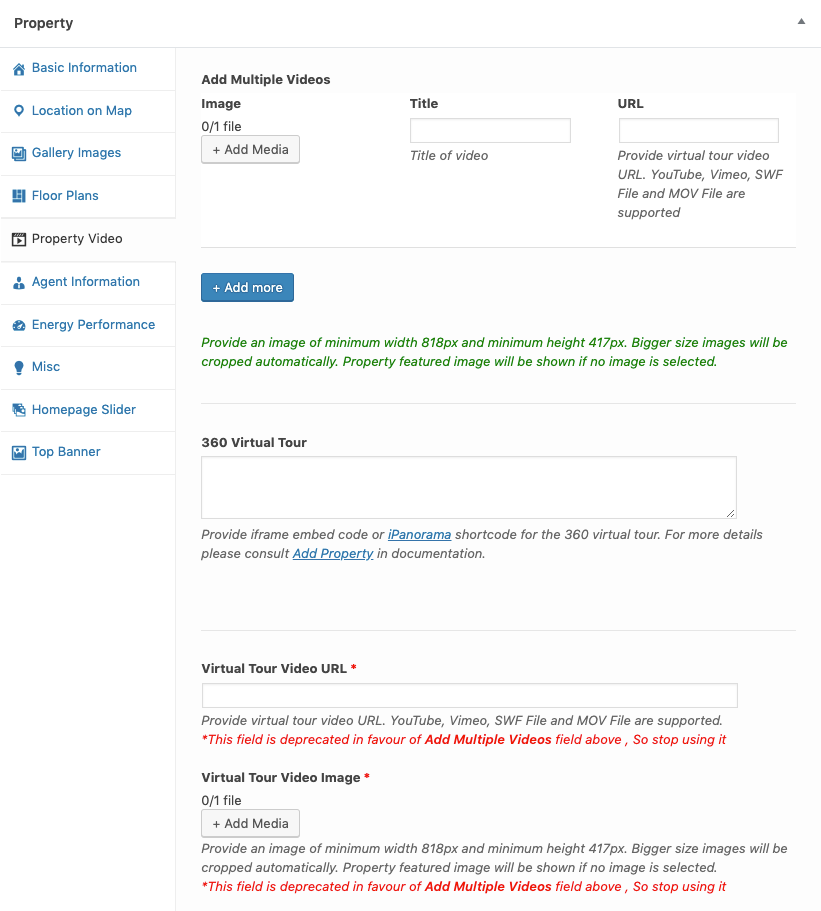 Property
Basic Information
Location on Map
Gallery Images
Floor Plans
Property Video
Agent Information
Energy Performance
Misc
Homepage Slider
Top Banner
Add Multiple Videos
Image
0/1 file
+ Add Media
Title
Title of video
URL
Provide virtual tour video
URL. YouTube, Vimeo, SWF
File and MOV File are
supported
+ Add more
Provide an image of minimum width 818px and minimum height 417px. Bigger size images will be
cropped automatically. Property featured image will be shown if no image is selected.
360 Virtual Tour
Provide iframe embed code or iPanorama shortcode for the 360 virtual tour. For more details
please consult Add Property in documentation.
Virtual Tour Video URL *
Provide virtual tour video URL. YouTube, Vimeo, SWF File and MOV File are supported.
*This field is deprecated in favour of Add Multiple Videos field above , So stop using it
Virtual Tour Video Image *
0/1 file
+ Add Media
Provide an image of minimum width 818px and minimum height 417px. Bigger size images will be
cropped automatically. Property featured image will be shown if no image is selected.
*This field is deprecated in favour of Add Multiple Videos field above , So stop using it